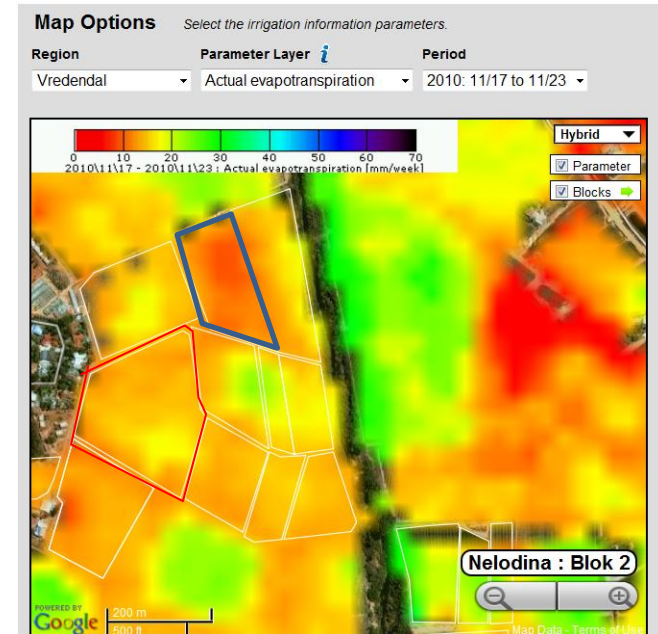 Map Options Select the irrigation information parameters.
Region Parameter Layer i Period
Vredendal Actual evapotranspiration 2010: 11/17 to 11/23
Hybrid
Parameter
Blocks
0 10 20 30 40 50 60 70
2010\11\17 - 2010\11\23 : Actual evapotranspiration [mm/week]
Nelodina : Blok 2
POWERED BY
Google
200 m
500 ft
Map Data - Terms of Use